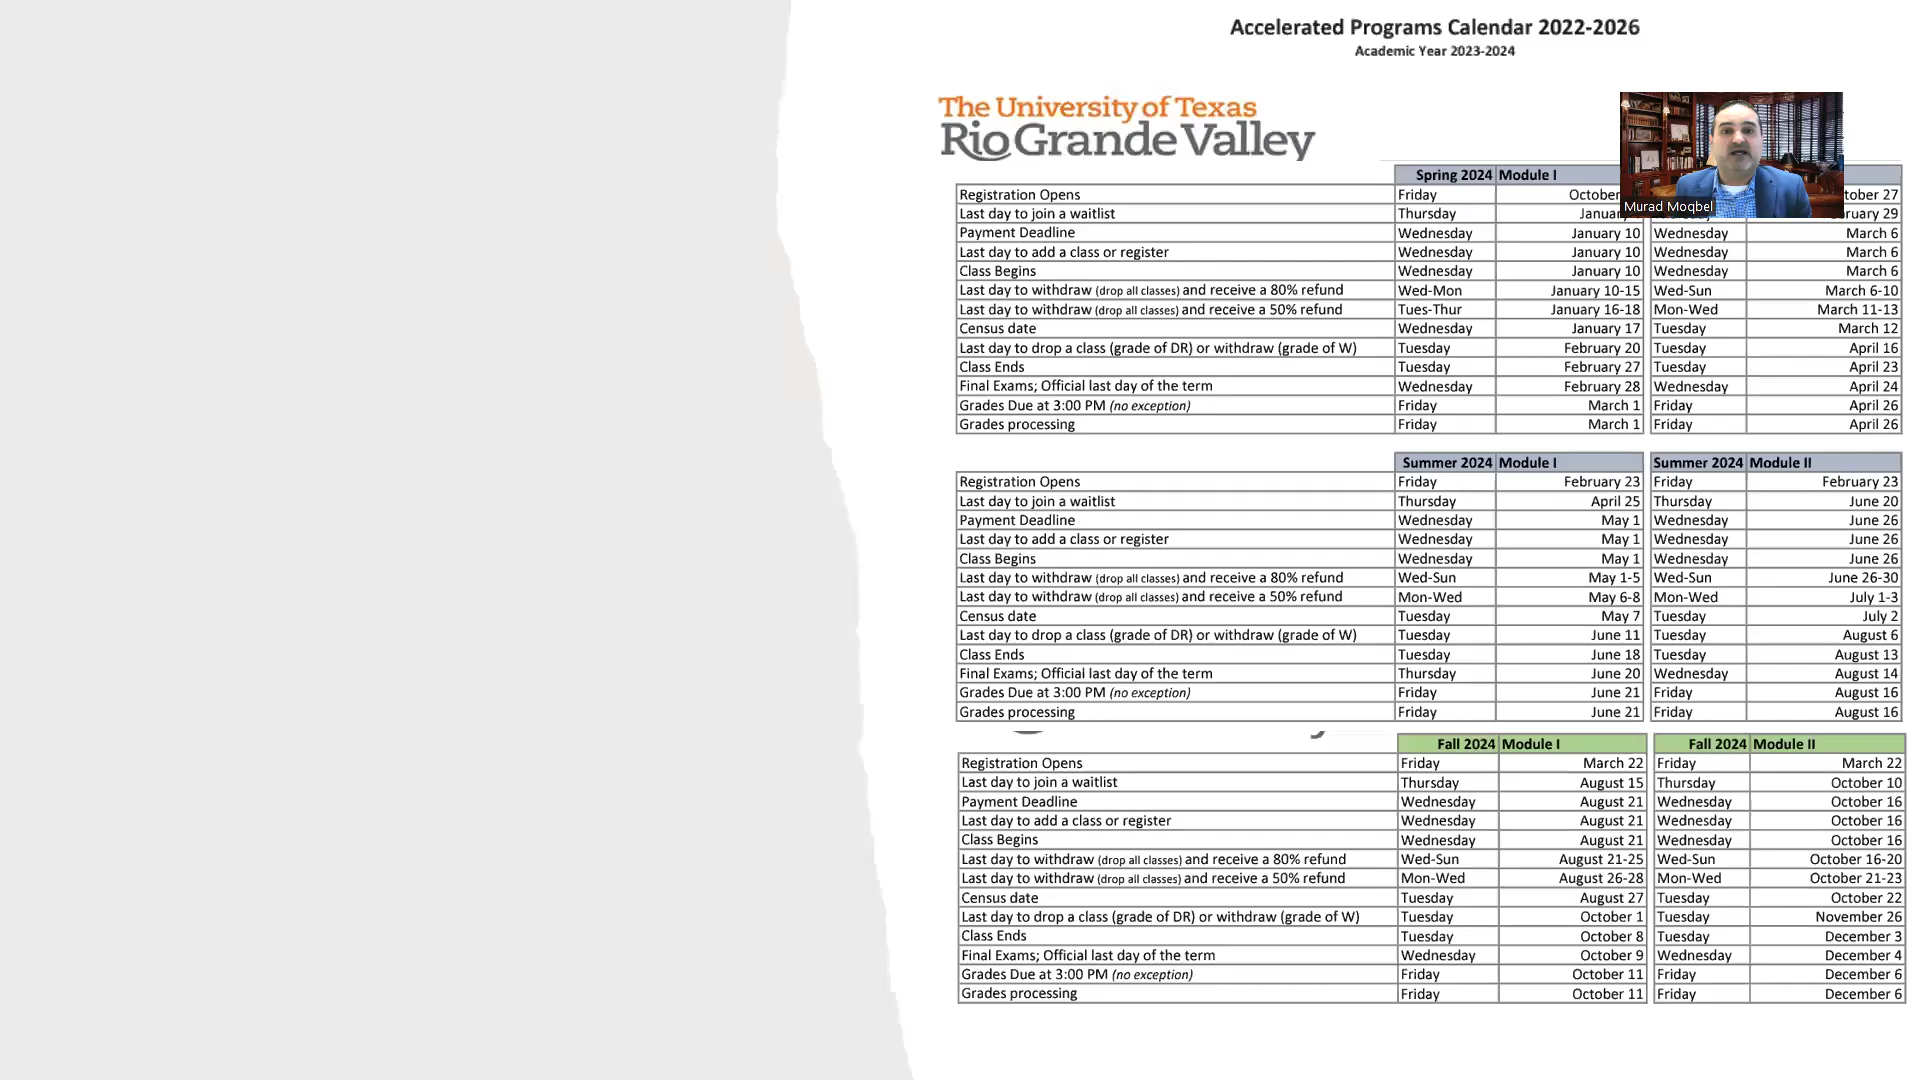 Accelerated Programs Calendar 2022-2026
Academic Year 2023-2024
The University of Texas
Rio Grande Valley
Murad Moqbel
Spring 2024 Module I
Registration Opens Friday October tober 27
Last day to join a waitlist Thursday ruary 29
Payment Deadline Wednesday January 10 Wednesday March 6
Last day to add a class or register Wednesday January 10 Wednesday March 6
Class Begins Wednesday January 10 Wednesday March 6
Last day to withdraw (drop all classes) and receive a 80% refund Wed-Mon January 10-15 Wed-Sun March 6-10
Last day to withdraw (drop all classes) and receive a 50% refund Tues-Thur January 16-18 Mon-Wed March 11-13
Census date Wednesday January 17 Tuesday March 12
Last day to drop a class (grade of DR) or withdraw (grade of W) Tuesday February 20 Tuesday April 16
Class Ends Tuesday February 27 Tuesday April 23
Final Exams; Official last day of the term Wednesday February 28 Wednesday April 24
Grades Due at 3:00 PM (no exception) Friday March 1 Friday April 26
Grades processing Friday March 1 Friday April 26
Summer 2024 Module I Summer 2024 Module II
Registration Opens Friday February 23 Friday February 23
Last day to join a waitlist Thursday April 25 Thursday June 20
Payment Deadline Wednesday May 1 Wednesday June 26
Last day to add a class or register Wednesday May 1 Wednesday June 26
Class Begins Wednesday May 1 Wednesday June 26
Last day to withdraw (drop all classes) and receive a 80% refund Wed-Sun May 1-5 Wed-Sun June 26-30
Last day to withdraw (drop all classes) and receive a 50% refund Mon-Wed May 6-8 Mon-Wed July 1-3
Census date Tuesday May 7 Tuesday July 2
Last day to drop a class (grade of DR) or withdraw (grade of W) Tuesday June 11 Tuesday August 6
Class Ends Tuesday June 18 Tuesday August 13
Final Exams; Official last day of the term Thursday June 20 Wednesday August 14
Grades Due at 3:00 PM (no exception) Friday June 21 Friday August 16
Grades processing Friday June 21 Friday August 16
Fall 2024 Module I Fall 2024 Module II
Registration Opens Friday March 22 Friday March 22
Last day to join a waitlist Thursday August 15 Thursday October 10
Payment Deadline Wednesday August 21 Wednesday October 16
Last day to add a class or register Wednesday August 21 Wednesday October 16
Class Begins Wednesday August 21 Wednesday October 16
Last day to withdraw (drop all classes) and receive a 80% refund Wed-Sun August 21-25 Wed-Sun October 16-20
Last day to withdraw (drop all classes) and receive a 50% refund Mon-Wed August 26-28 Mon-Wed October 21-23
Census date Tuesday August 27 Tuesday October 22
Last day to drop a class (grade of DR) or withdraw (grade of W) Tuesday October 1 Tuesday November 26
Class Ends Tuesday October 8 Tuesday December 3
Final Exams; Official last day of the term Wednesday October 9 Wednesday December 4
Grades Due at 3:00 PM (no exception) Friday October 11 Friday December 6
Grades processing Friday October 11 Friday December 6